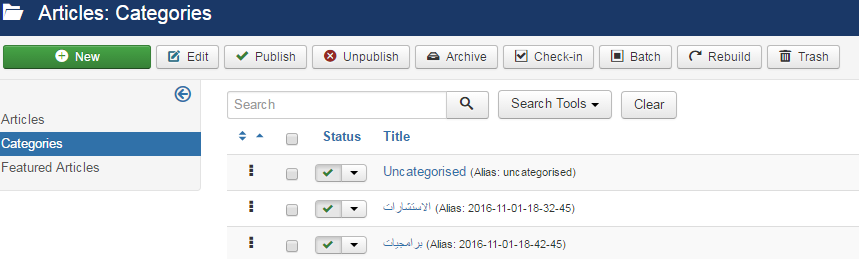 Articles: Categories
New Edit Publish Unpublish Archive Check-in Batch Rebuild Trash
Search Search Tools Clear
Articles
Categories
Featured Articles
Status Title
Uncategorised (Alias: uncategorised)
الاستشارات (Alias: 2016-11-01-18-32-45)
برامجيات (Alias: 2016-11-01-18-42-45)